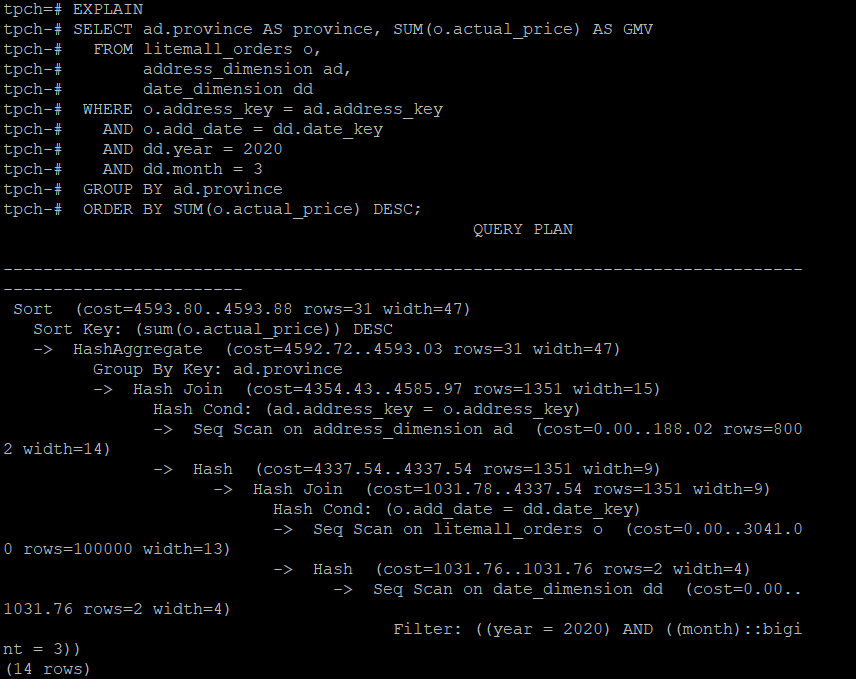 tpch=# EXPLAIN
tpch-# SELECT ad.province AS province, SUM(o.actual_price) AS GMV
tpch-#   FROM litemall_orders o,
tpch-#        address_dimension ad,
tpch-#        date_dimension dd
tpch-#  WHERE o.address_key = ad.address_key
tpch-#    AND o.add_date = dd.date_key
tpch-#    AND dd.year = 2020
tpch-#    AND dd.month = 3
tpch-#  GROUP BY ad.province
tpch-#  ORDER BY SUM(o.actual_price) DESC;
                                               QUERY PLAN
--------------------------------------------------------------------------------
------------------------
 Sort  (cost=4593.80..4593.88 rows=31 width=47)
   Sort Key: (sum(o.actual_price)) DESC
   ->  HashAggregate  (cost=4592.72..4593.03 rows=31 width=47)
         Group By Key: ad.province
         ->  Hash Join  (cost=4354.43..4585.97 rows=1351 width=15)
               Hash Cond: (ad.address_key = o.address_key)
               ->  Seq Scan on address_dimension ad  (cost=0.00..188.02 rows=800
2 width=14)
               ->  Hash  (cost=4337.54..4337.54 rows=1351 width=9)
                     ->  Hash Join  (cost=1031.78..4337.54 rows=1351 width=9)
                           Hash Cond: (o.add_date = dd.date_key)
                           ->  Seq Scan on litemall_orders o  (cost=0.00..3041.0
0 rows=100000 width=13)
                           ->  Hash  (cost=1031.76..1031.76 rows=2 width=4)
                                 ->  Seq Scan on date_dimension dd  (cost=0.00..
1031.76 rows=2 width=4)
                                       Filter: ((year = 2020) AND ((month)::bigi
nt = 3))
(14 rows)